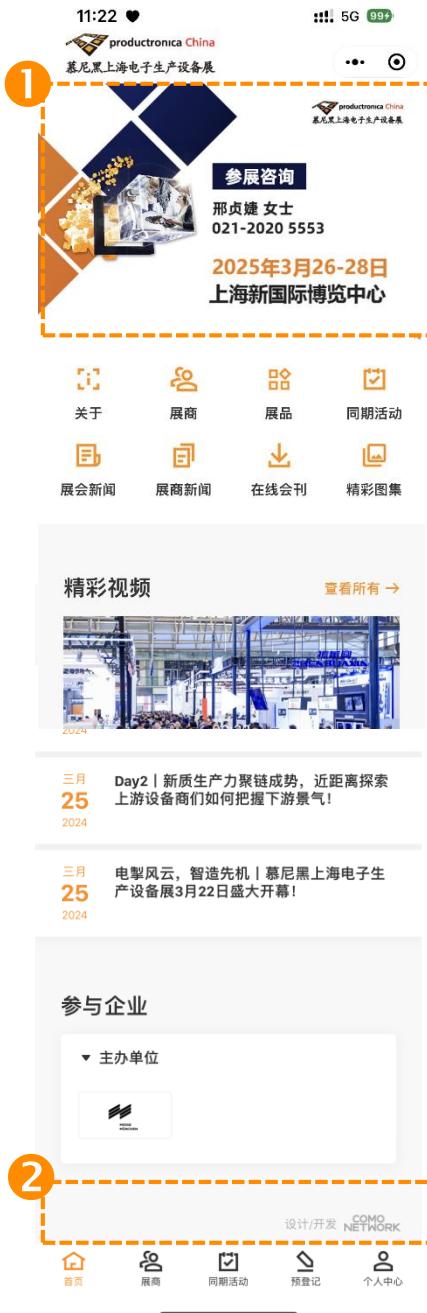 11:22
5G
99+
productronica China
慕尼黑上海电子生产设备展
1
productronica China
慕尼黑上海电子生产设备展
参展咨询
邢贞婕 女士
021-2020 5553
2025年3月26-28日
上海新国际博览中心
关于
展商
展品
同期活动
展会新闻
展商新闻
在线会刊
精彩图集
精彩视频
查看所有 →
2024
三月
25
2024
Day2丨新质生产力聚链成势，近距离探索
上游设备商们如何把握下游景气！
三月
25
2024
电掣风云，智造先机丨慕尼黑上海电子生
产设备展3月22日盛大开幕！
参与企业
▼ 主办单位
MESSE
MÜNCHEN
2
设计/开发
COMO
NETWORK
首页
展商
同期活动
预登记
个人中心